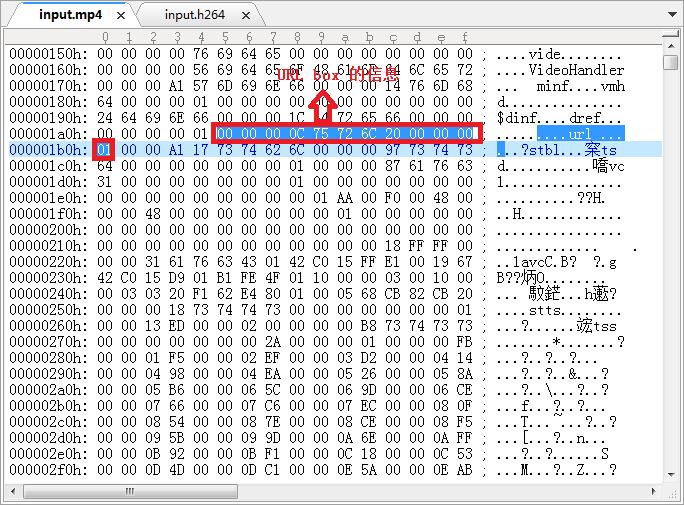 input.mp4 input.h264
0 1 2 3 4 5 6 7 8 9 a b c d e f
00000150h: 00 00 00 00 76 69 64 65 00 00 00 00 00 00 00 00 ; ....vide........
00000160h: 00 00 00 00 56 69 64 65 6F 48 61 6E 64 6C 65 72 ; ....VideoHandler
URL box 的信息
00000170h: 00 00 A1 57 6D 69 6E 66 00 00 00 00 14 76 6D 68 ; minf....vmh
00000180h: 64 00 00 00 01 00 00 00 00 00 00 00 00 00 00 00 ; d...............
00000190h: 24 64 69 6E 66 00 00 00 1C 64 72 65 66 00 00 00 ; $dinf....dref...
000001a0h: 00 00 00 00 01 00 00 00 0C 75 72 6C 20 00 00 00 ; .........url ...
000001b0h: 01 00 00 A1 17 73 74 62 6C 00 00 00 97 73 74 73 ; ...?stbl...梥ts
000001c0h: 64 00 00 00 00 00 00 00 01 00 00 00 87 61 76 63 ; d...........嘺vc
000001d0h: 31 00 00 00 00 00 00 00 01 00 00 00 00 00 00 00 ; 1...............
000001e0h: 00 00 00 00 00 00 00 00 00 01 AA 00 F0 00 48 00 ; ..........??H.
000001f0h: 00 00 48 00 00 00 00 00 00 00 01 00 00 00 00 00 ; ..H.............
00000200h: 00 00 00 00 00 00 00 00 00 00 00 00 00 00 00 00 ; ................
00000210h: 00 00 00 00 00 00 00 00 00 00 00 00 18 FF FF 00 ; ............. .
00000220h: 00 00 31 61 76 63 43 01 42 C0 15 FF E1 00 19 67 ; ..1avcC.B? ?.g
00000230h: 42 C0 15 D9 01 B1 FE 4F 01 10 00 00 03 00 10 00 ; B??炳O........
00000240h: 00 03 03 20 F1 62 E4 80 01 00 05 68 CB 82 CB 20
00000250h: 00 00 00 18 73 74 74 73 00 00 00 00 00 00 00 01 ; ....stts........
00000260h: 00 00 13 ED 00 00 02 00 00 00 00 B8 73 74 73 73
00000270h: 00 00 00 00 00 00 00 2A 00 00 00 01 00 00 00 FB ; .......*.......?
00000280h: 00 00 01 F5 00 00 02 EF 00 00 03 D2 00 00 04 14 ; ...?..?..?...
00000290h: 00 00 04 98 00 00 04 EA 00 00 05 26 00 00 05 8A ; ...?..?...&...?
000002a0h: 00 00 05 B6 00 00 06 5C 00 00 06 9D 00 00 06 CE ; ...?..\...?..?
000002b0h: 00 00 07 66 00 00 07 C6 00 00 07 EC 00 00 08 0F ; ...f...?..?...
000002c0h: 00 00 08 54 00 00 08 7E 00 00 08 CE 00 00 08 F5 ; ...T...~...?..?
000002d0h: 00 00 09 5B 00 00 09 9D 00 00 0A 6E 00 00 0A FF ; ...[...?..n...
000002e0h: 00 00 0B 92 00 00 0B F1 00 00 0C 18 00 00 0C 53 ; ...?..?......S
000002f0h: 00 00 0D 4D 00 00 0D C1 00 00 0E 5A 00 00 0E AB ; ...M...?..Z...?